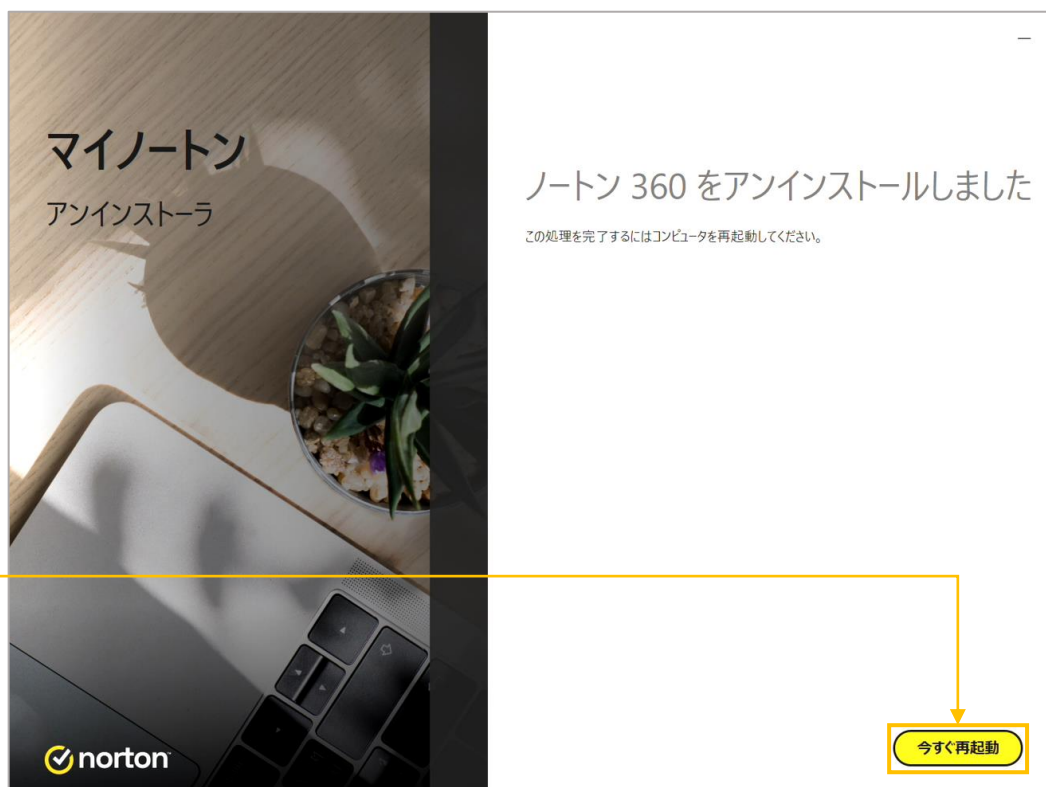 マイノートン
アンインストーラ
ノートン 360 をアンインストールしました
この処理を完了するにはコンピュータを再起動してください。
norton
今すぐ再起動